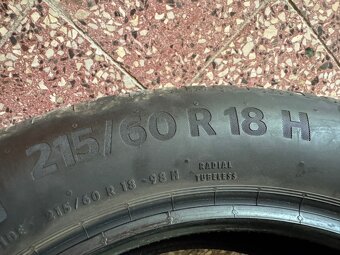 215/60 R 18 H
215/60 R 18 -98 H
RADIAL
TUBELESS